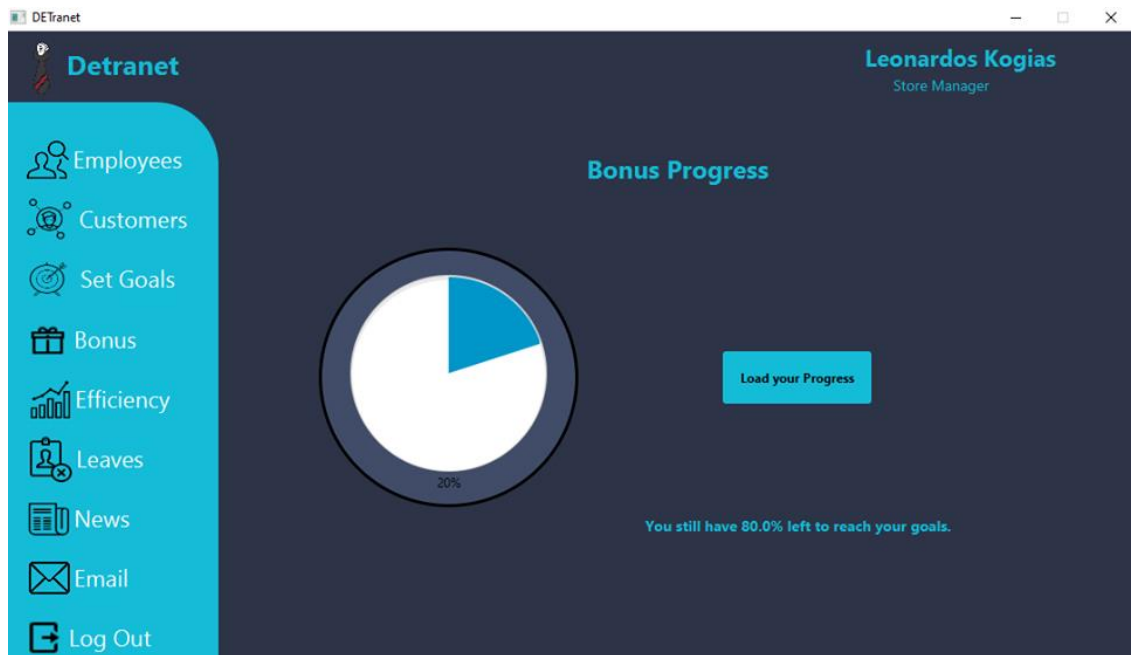 DETranet
Detranet
Leonardos Kogias
Store Manager
Employees
Customers
Set Goals
Bonus
Efficiency
Leaves
News
Email
Log Out
Bonus Progress
20%
Load your Progress
You still have 80.0% left to reach your goals.